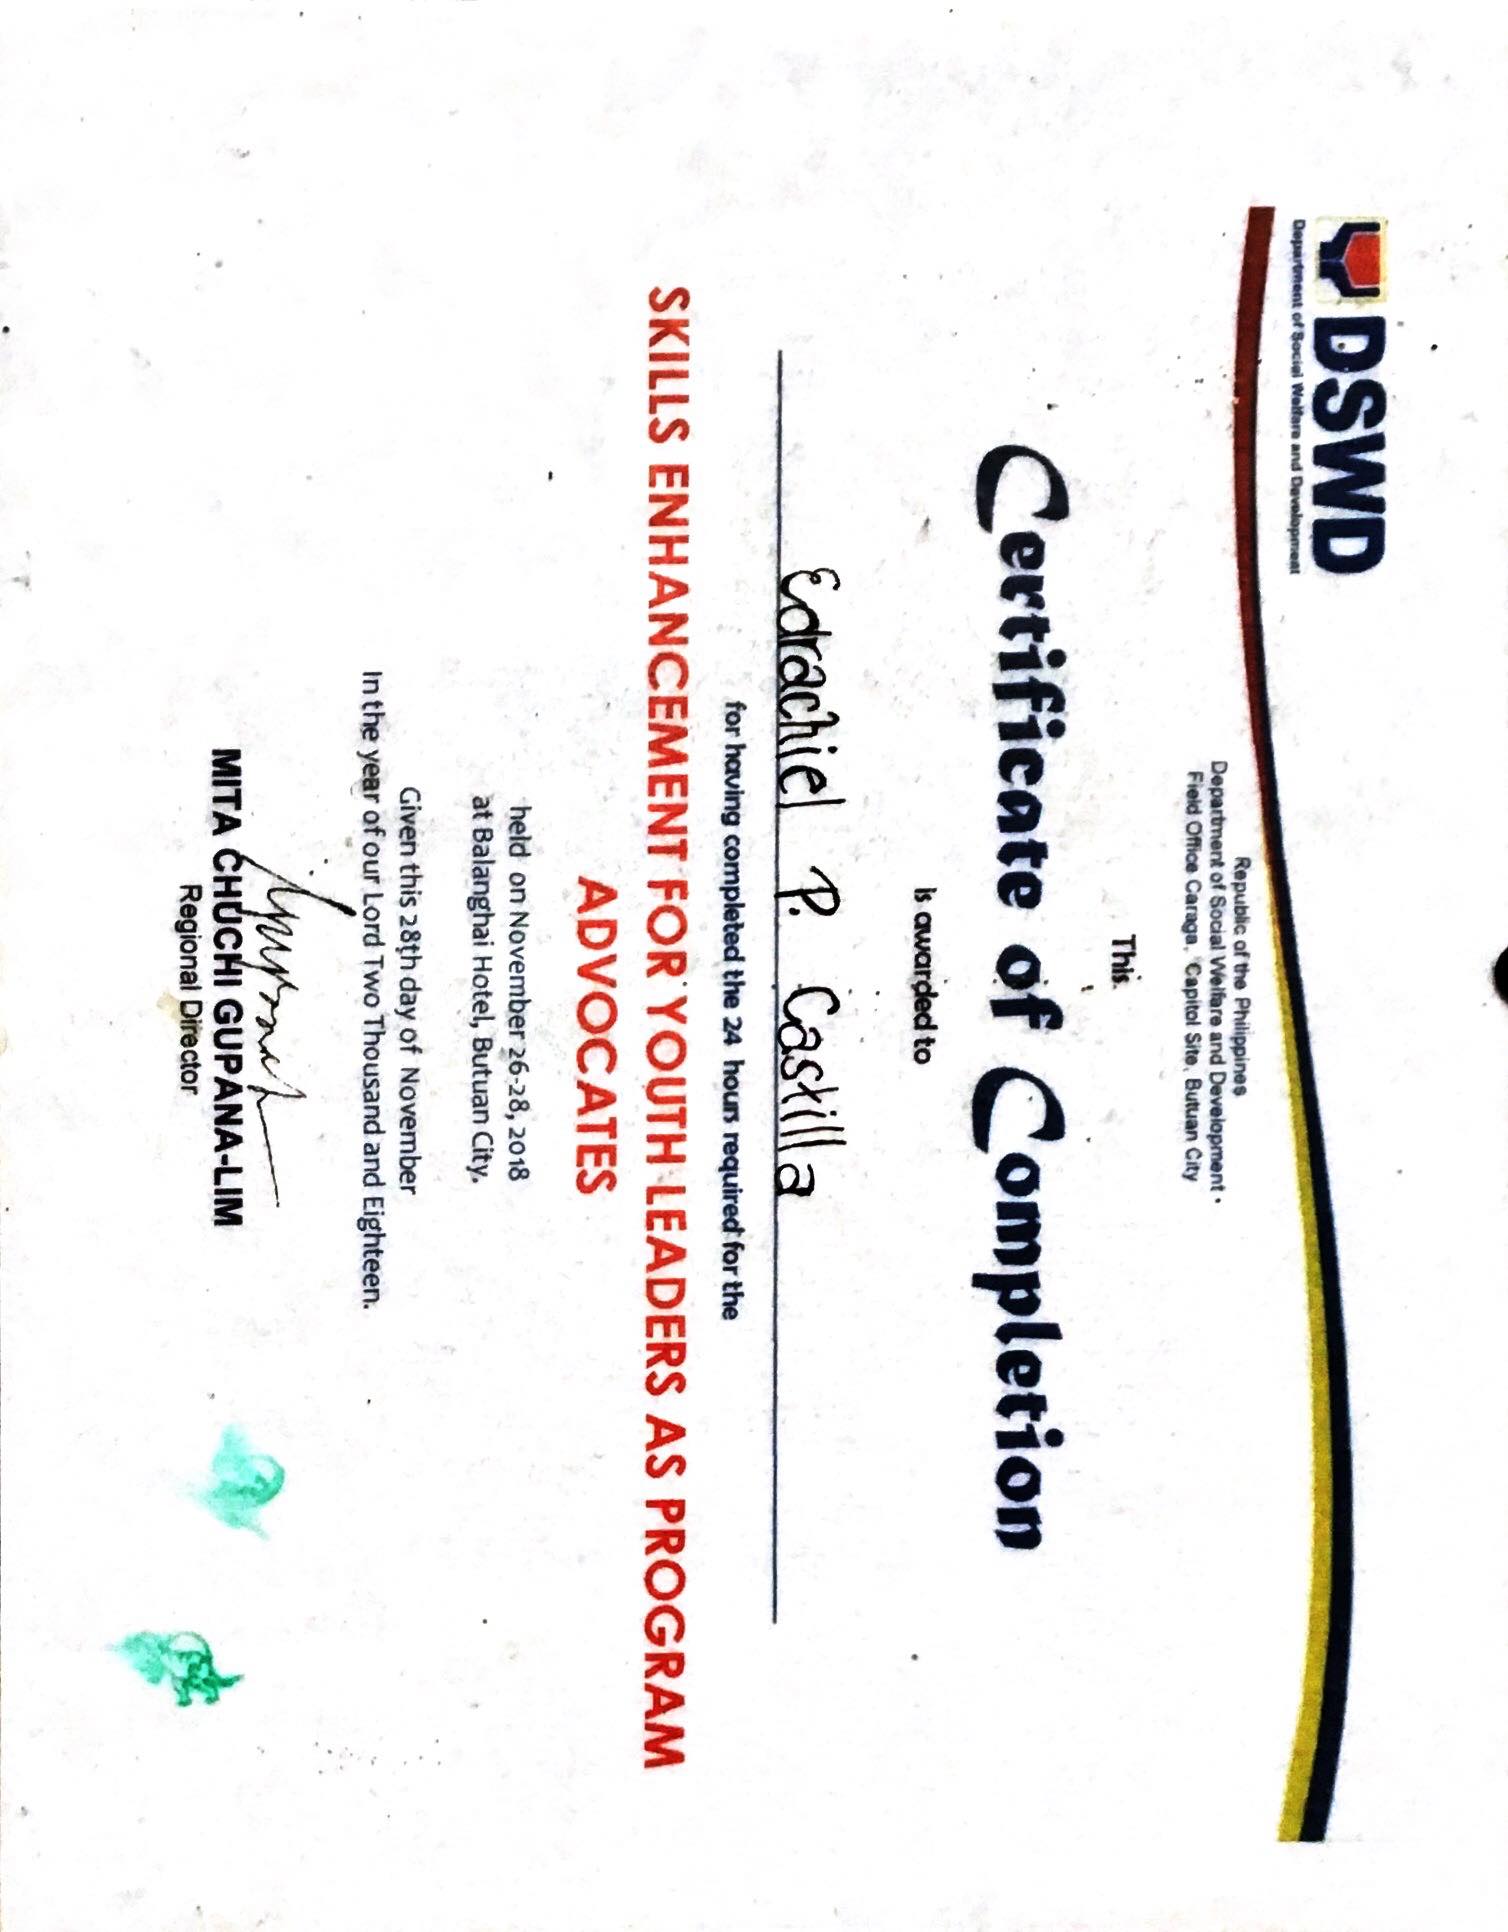 DSWD
Department of Social Welfare and Development
Republic of the Philippines
Department of Social Welfare and Development
Field Office Caraga, Capitol Site, Butuan City
This
Certificate of Completion
is awarded to
Edrachiel P. Castilla
for having completed the 24 hours required for the
SKILLS ENHANCEMENT FOR YOUTH LEADERS AS PROGRAM
ADVOCATES
held on November 26-28, 2018
at Balanghai Hotel, Butuan City.
Given this 28th day of November
In the year of our Lord Two Thousand and Eighteen.
MITA CHUCHI GUPANA-LIM
Regional Director